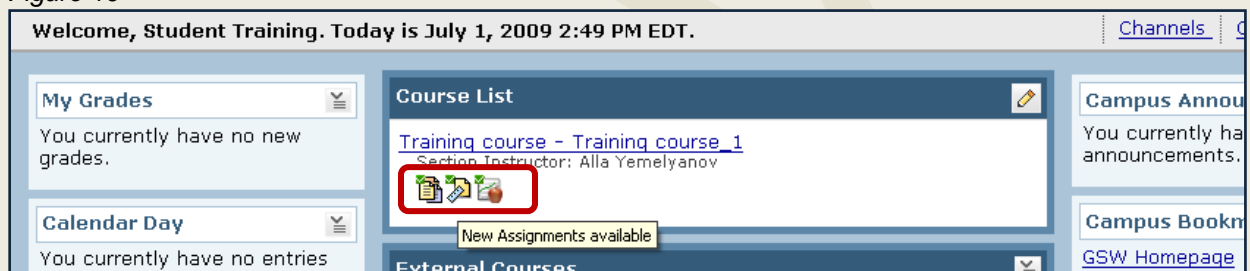 Welcome, Student Training. Today is July 1, 2009 2:49 PM EDT.
Channels
My Grades
You currently have no new
grades.
Calendar Day
You currently have no entries
Course List
Training course - Training course_1
Section Instructor: Alla Yemelyanov
New Assignments available
External Courses
Campus Annou
You currently ha
announcements.
Campus Bookm
GSW Homepage